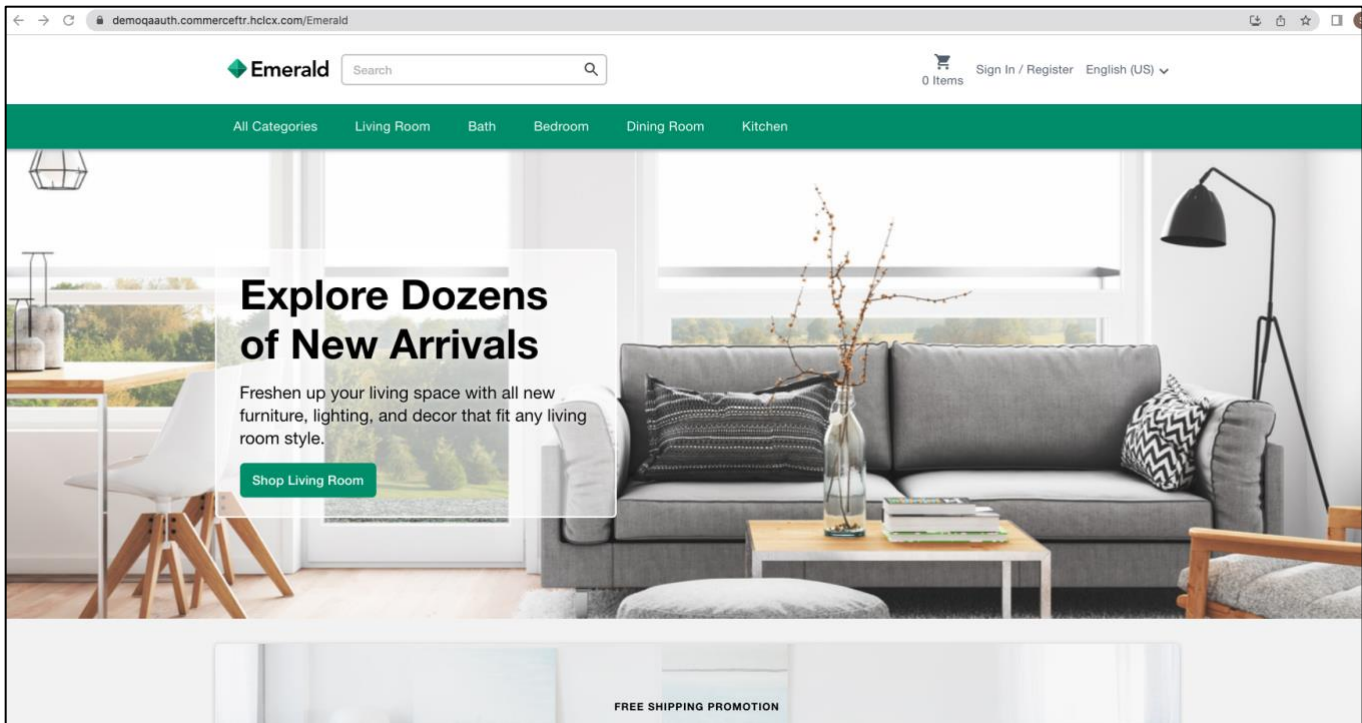 demoqaauth.commerceftr.hclcx.com/Emerald
Emerald
Search
0 Items
Sign In / Register
English (US)
All Categories
Living Room
Bath
Bedroom
Dining Room
Kitchen
Explore Dozens
of New Arrivals
Freshen up your living space with all new
furniture, lighting, and decor that fit any living
room style.
Shop Living Room
FREE SHIPPING PROMOTION